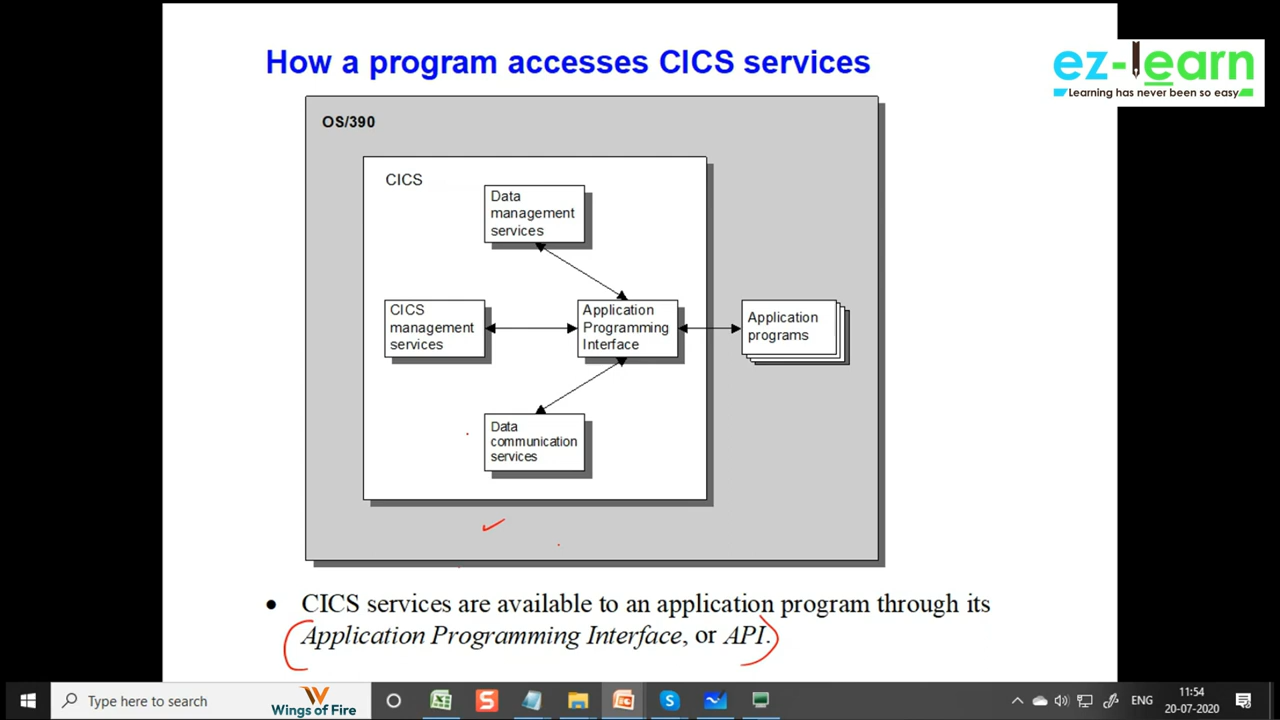 How a program accesses CICS services
ez-learn
Learning has never been so easy
OS/390
CICS
Data
management
services
CICS
management
services
Application
Programming
Interface
Application
programs
Data
communication
services
• CICS services are available to an application program through its
Application Programming Interface, or API.
Type here to search
Wings of Fire
ENG
11:54
20-07-2020